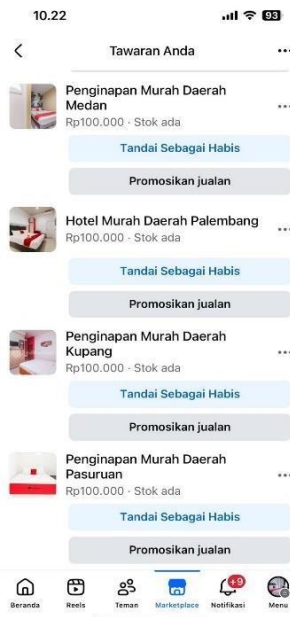 10.22
93
Tawaran Anda
Penginapan Murah Daerah
Medan
Rp100.000 · Stok ada
Tandai Sebagai Habis
Promosikan jualan
Hotel Murah Daerah Palembang
Rp100.000 · Stok ada
Tandai Sebagai Habis
Promosikan jualan
Penginapan Murah Daerah
Kupang
Rp100.000 · Stok ada
Tandai Sebagai Habis
Promosikan jualan
Penginapan Murah Daerah
Pasuruan
Rp100.000 · Stok ada
Tandai Sebagai Habis
Promosikan jualan
+9
Beranda Reels Teman Marketplace Notifikasi Menu